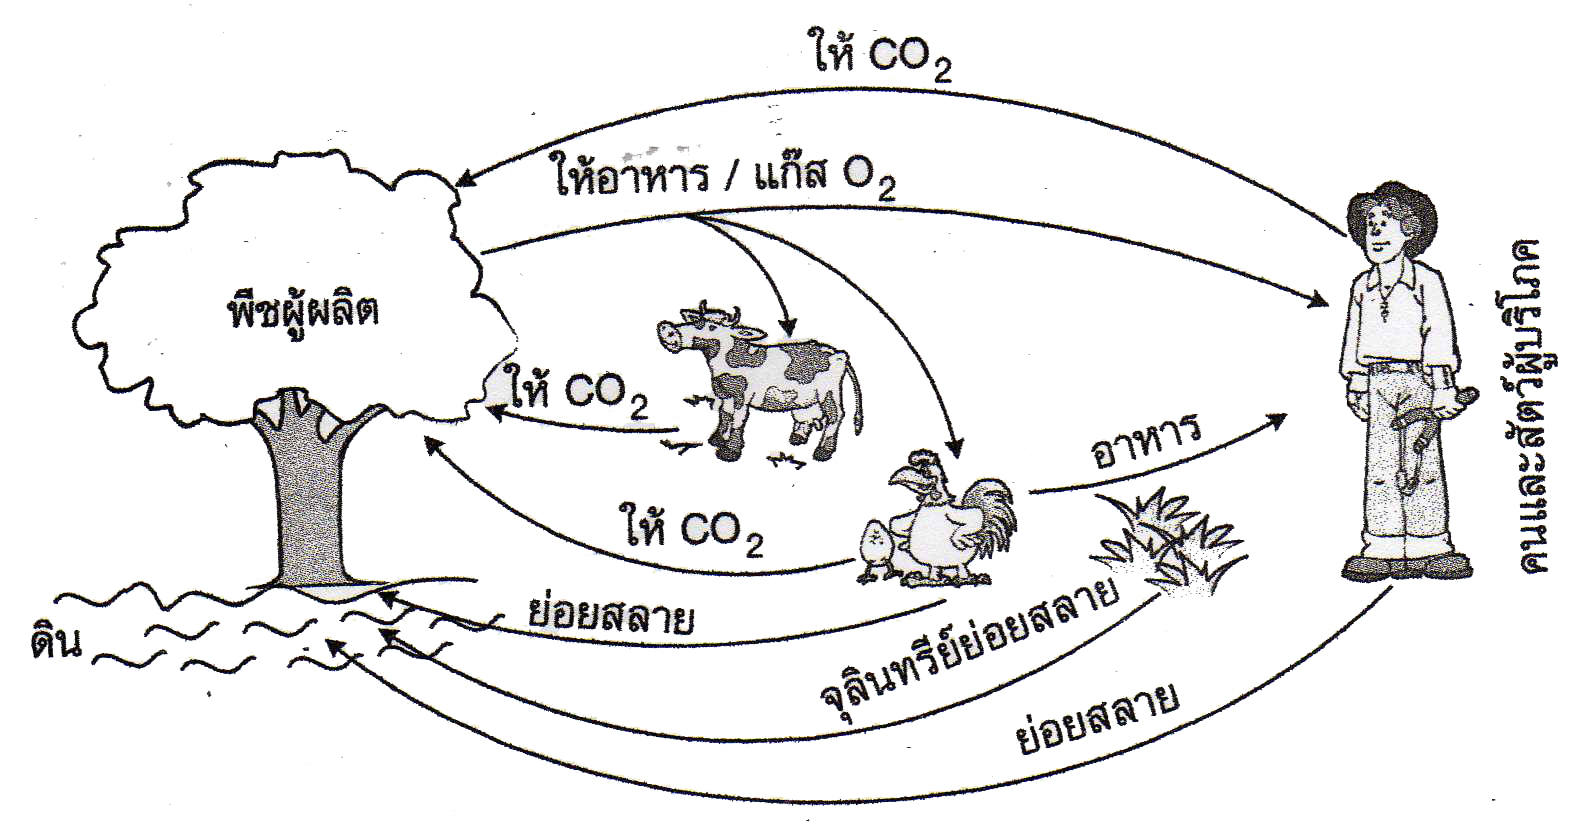 ให้ CO2
ให้อาหาร / แก๊ส O2
พืชผู้ผลิต
ให้ CO2
อาหาร
ให้ CO2
คนและสัตว์ผู้บริโภค
ย่อยสลาย
ดิน
จุลินทรีย์ย่อยสลาย
ย่อยสลาย